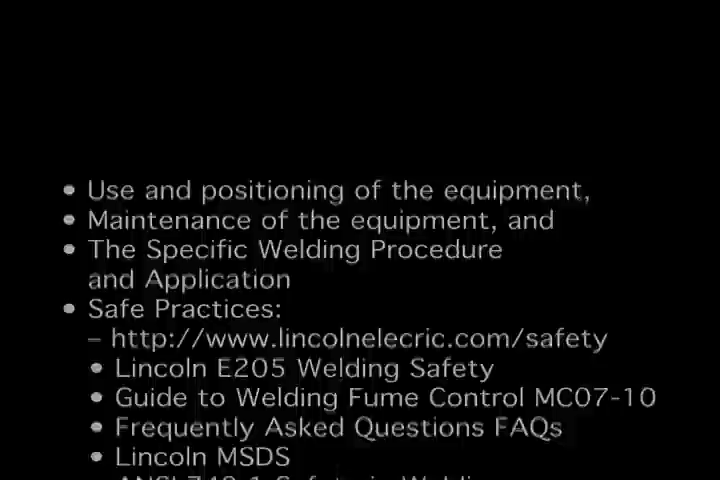 • Use and positioning of the equipment,
• Maintenance of the equipment, and
• The Specific Welding Procedure
and Application
• Safe Practices:
– http://www.lincolnelecric.com/safety
• Lincoln E205 Welding Safety
• Guide to Welding Fume Control MC07-10
• Frequently Asked Questions FAQs
• Lincoln MSDS